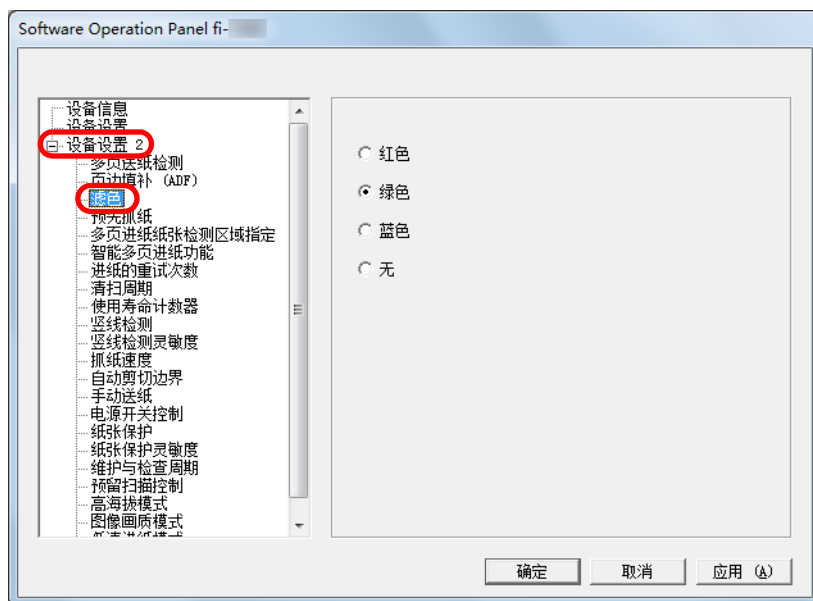 Software Operation Panel fi-
设备信息
设备设置
设备设置 2
多页送纸检测
页边填补 (ADF)
滤色
预先抓纸
多页进纸纸张检测区域指定
智能多页进纸功能
进纸的重试次数
清扫周期
使用寿命计数器
竖线检测
竖线检测灵敏度
抓纸速度
自动剪切边界
手动送纸
电源开关控制
纸张保护
纸张保护灵敏度
维护与检查周期
预留扫描控制
高海拔模式
图像画质模式
低速进纸模式
红色
绿色
蓝色
无
确定
取消
应用 (A)